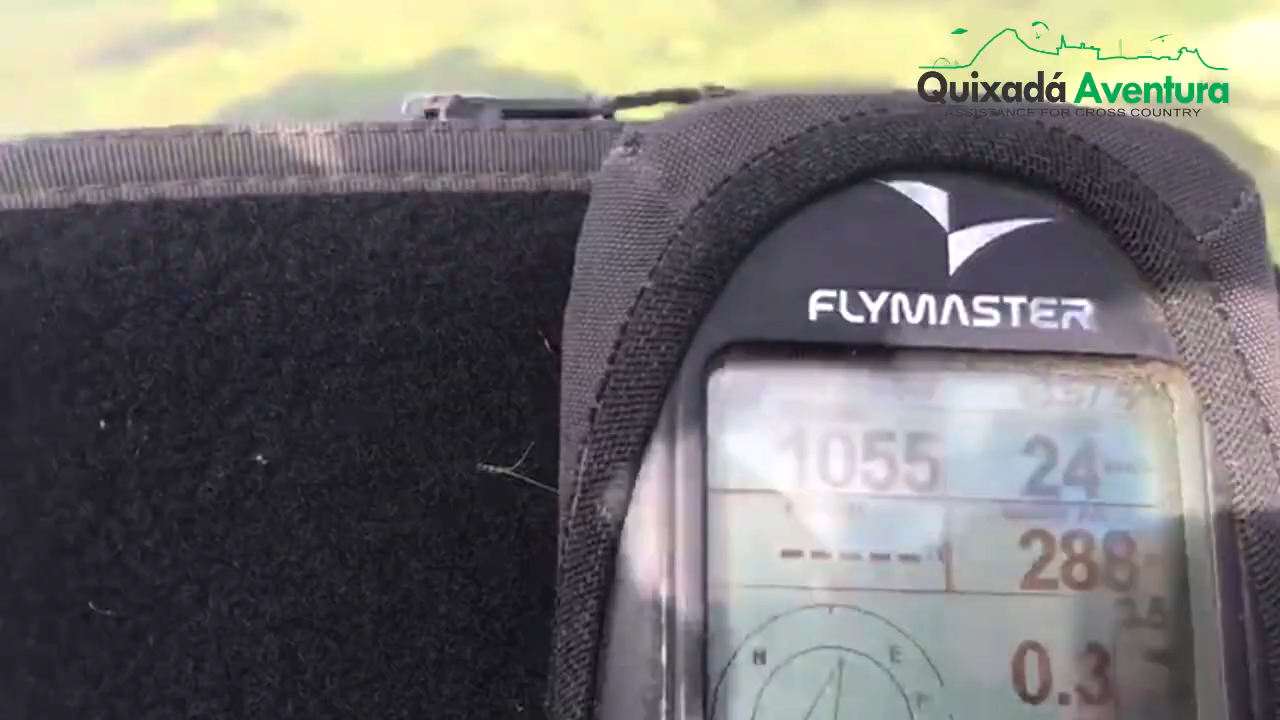 Quixadá Aventura
ASSISTANCE FOR CROSS COUNTRY
FLYMASTER
1055 24
----- 288
0.3
N E